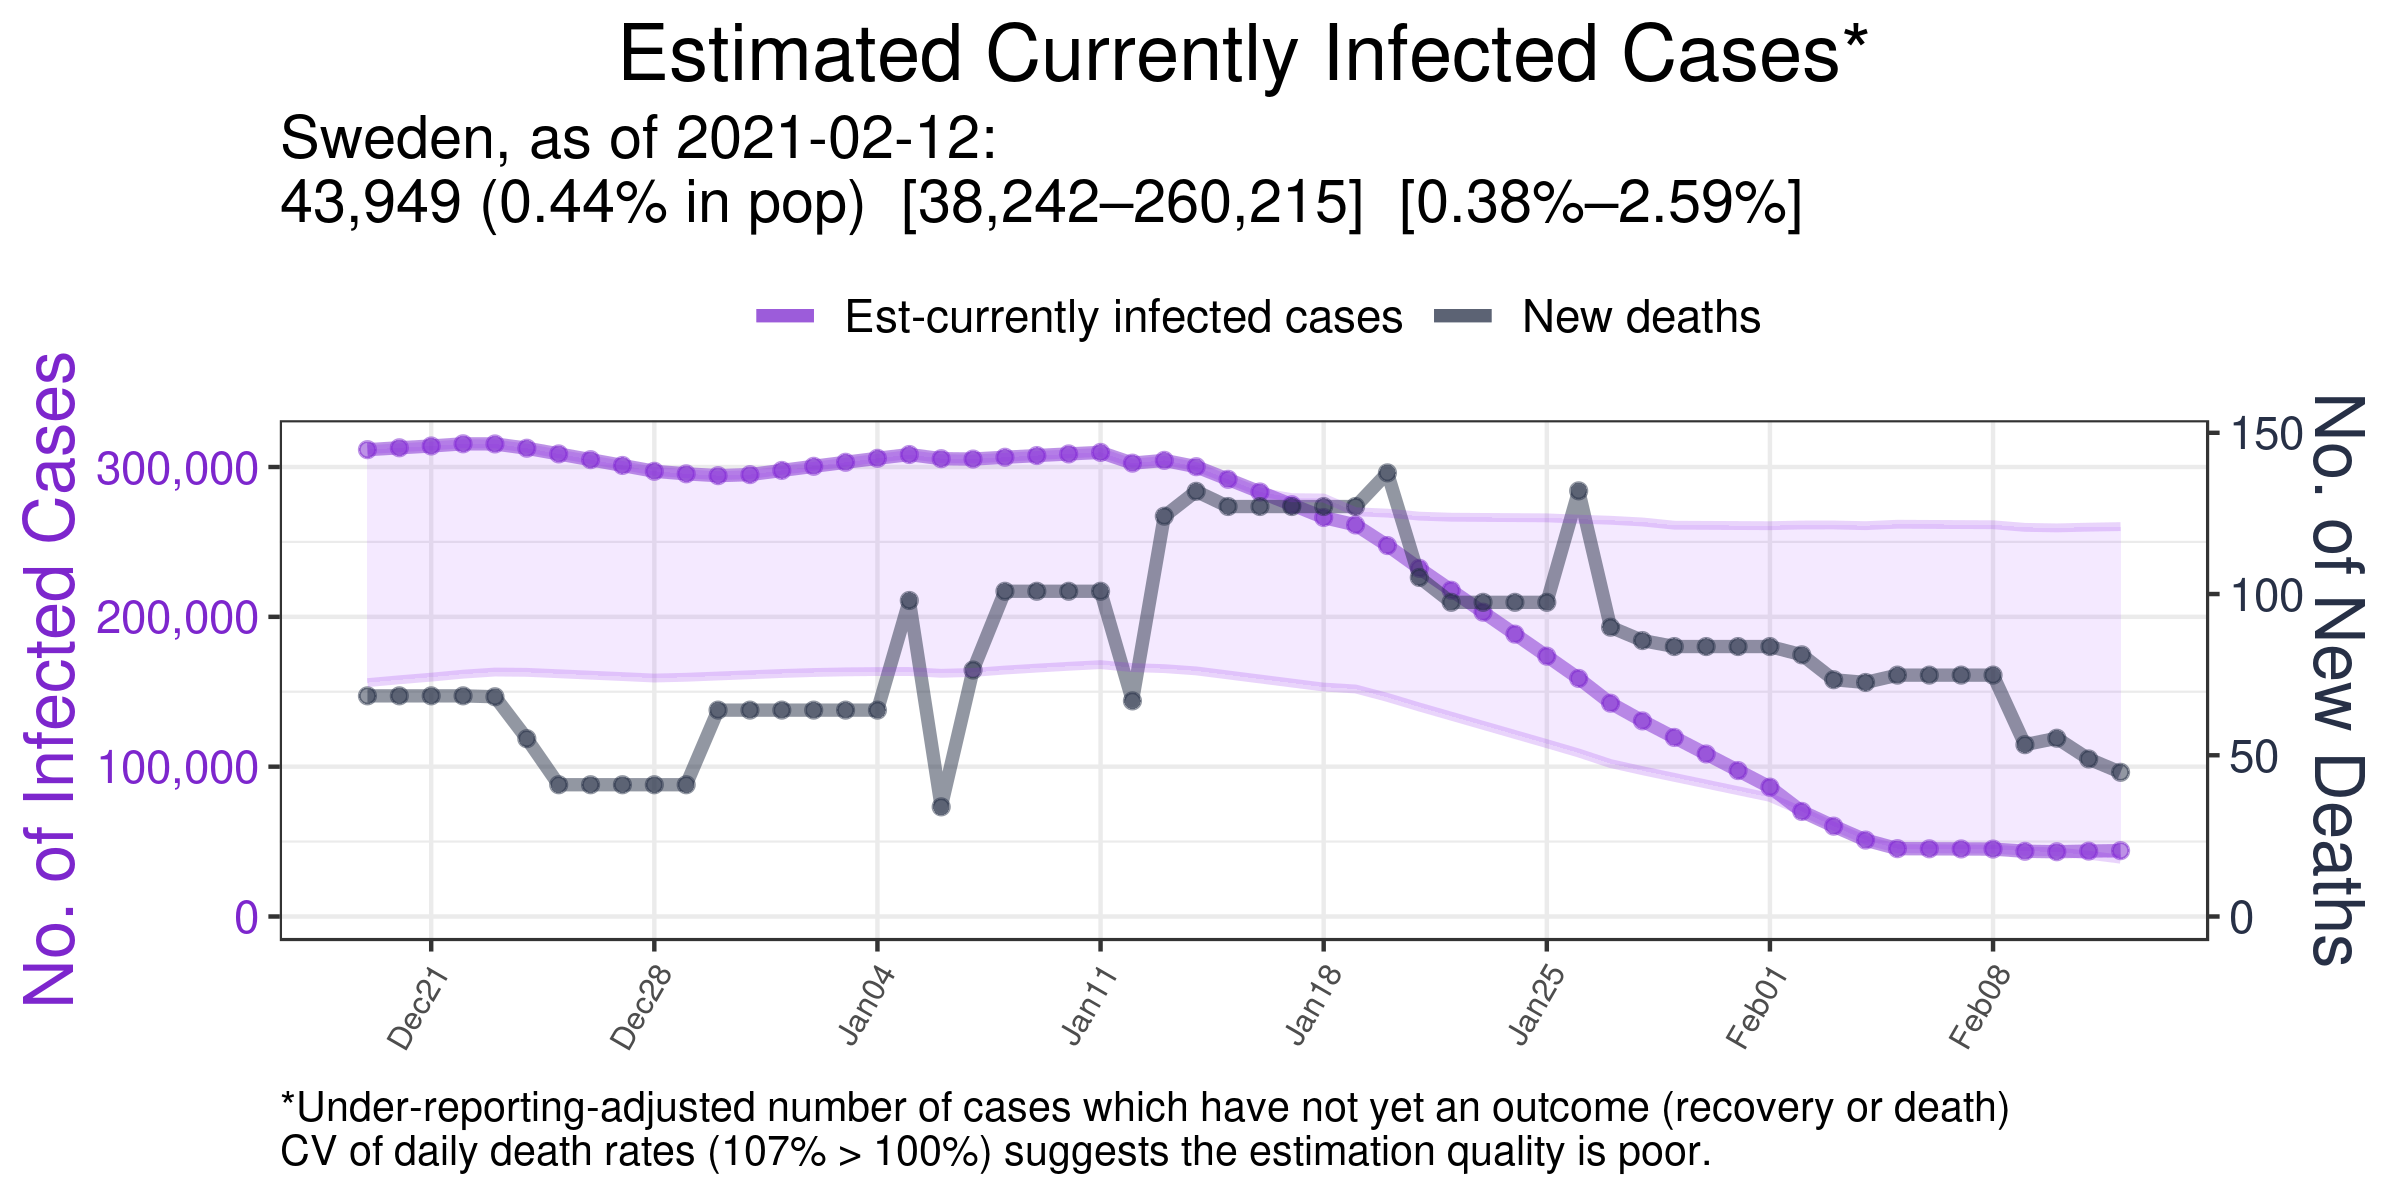 Estimated Currently Infected Cases*
Sweden, as of 2021-02-12:
43,949 (0.44% in pop)  [38,242–260,215]  [0.38%–2.59%]
Est-currently infected cases
New deaths
No. of Infected Cases
300,000
200,000
100,000
0
150
100
50
0
No. of New Deaths
Dec21
Dec28
Jan04
Jan11
Jan18
Jan25
Feb01
Feb08
*Under-reporting-adjusted number of cases which have not yet an outcome (recovery or death)
CV of daily death rates (107% > 100%) suggests the estimation quality is poor.